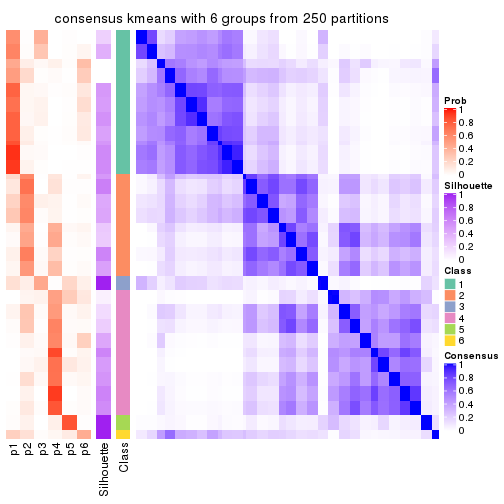 consensus kmeans with 6 groups from 250 partitions
Prob
1
0.8
0.6
0.4
0.2
0
Silhouette
1
0.8
0.6
0.4
0.2
0
Class
1
2
3
4
5
6
Consensus
1
0.8
0.6
0.4
0.2
0
p1
p2
p3
p4
p5
p6
Silhouette
Class